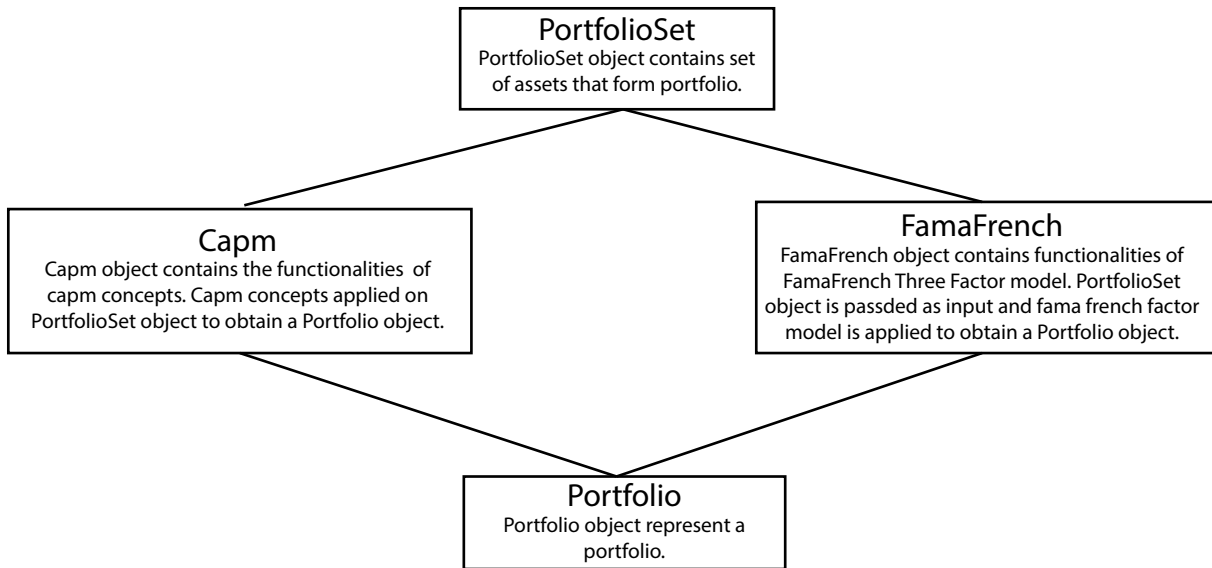 PortfolioSet
PortfolioSet object contains set
of assets that form portfolio.
Capm
Capm object contains the functionalities of
capm concepts. Capm concepts applied on
PortfolioSet object to obtain a Portfolio object.
FamaFrench
FamaFrench object contains functionalities of
FamaFrench Three Factor model. PortfolioSet
object is passded as input and fama french factor
model is applied to obtain a Portfolio object.
Portfolio
Portfolio object represent a
portfolio.